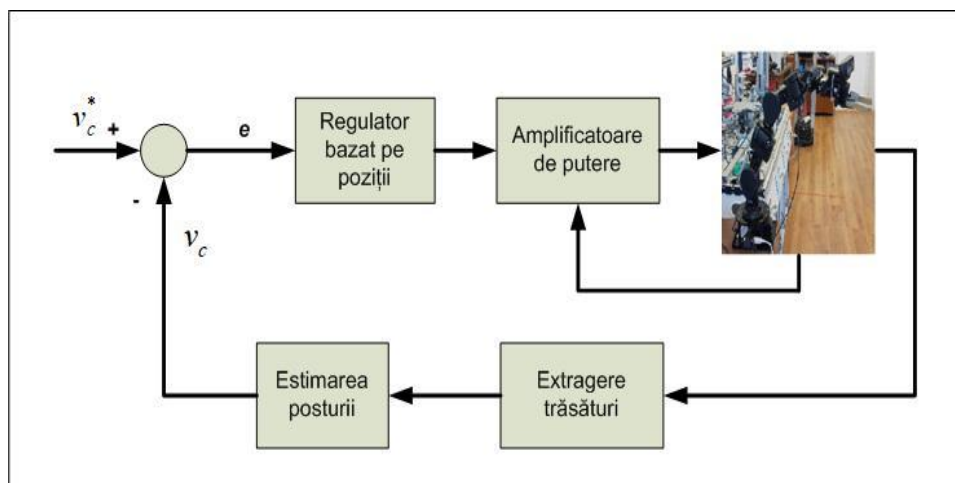 v*c
+
-
e
Regulator
bazat pe
poziții
Amplificatoare
de putere
vc
Estimarea
posturii
Extragere
trăsături